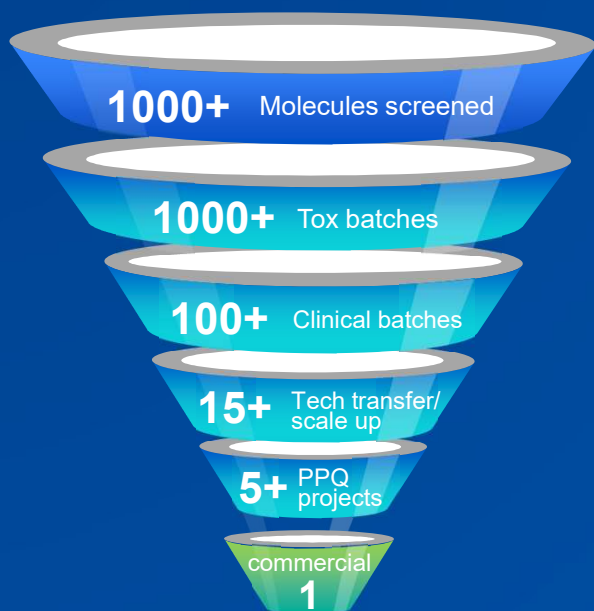 1000+ Molecules screened
1000+ Tox batches
100+ Clinical batches
15+ Tech transfer/
scale up
5+ PPQ
projects
commercial
1